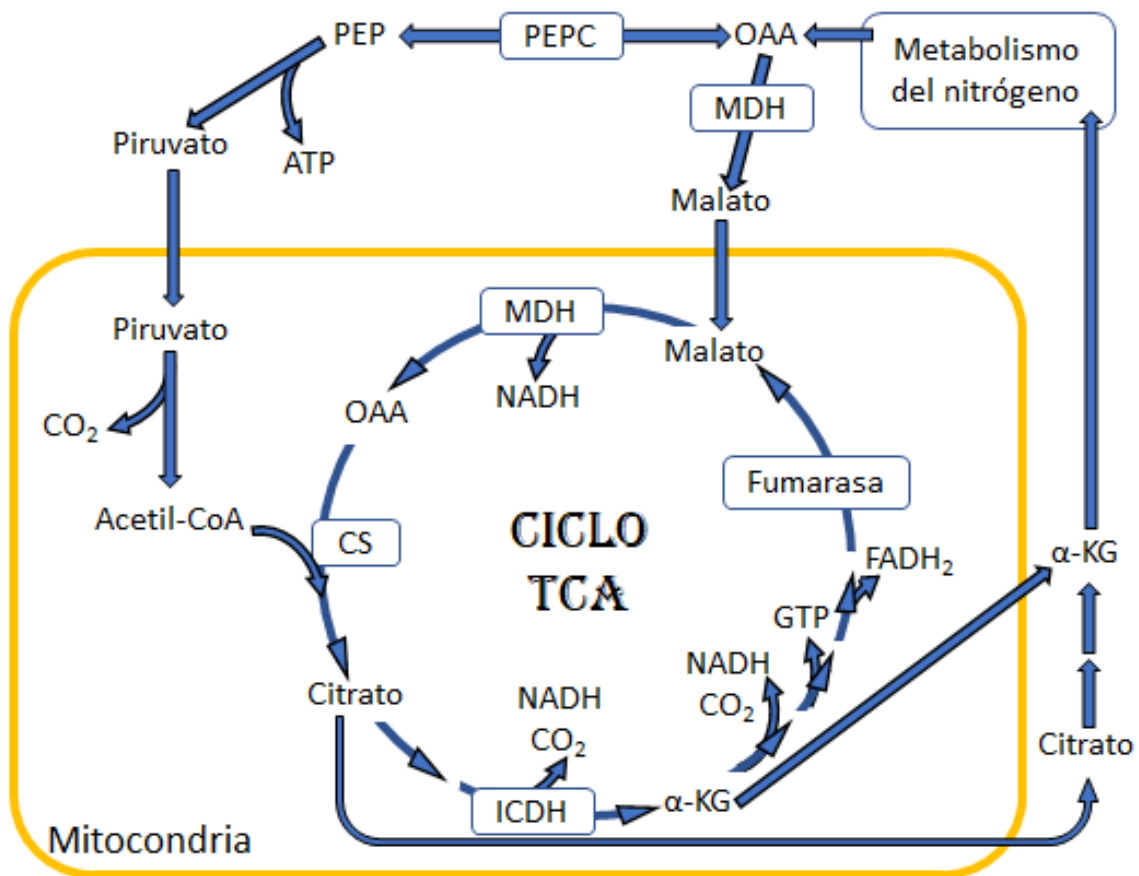 PEP
PEPC
OAA
Metabolismo
del nitrógeno
MDH
Piruvato
ATP
Malato
Piruvato
MDH
Malato
NADH
OAA
CO₂
Fumarasa
Acetil-CoA
CS
CICLO
TCA
FADH₂
α-KG
GTP
NADH
CO₂
Citrato
NADH
CO₂
Citrato
α-KG
ICDH
Mitocondria